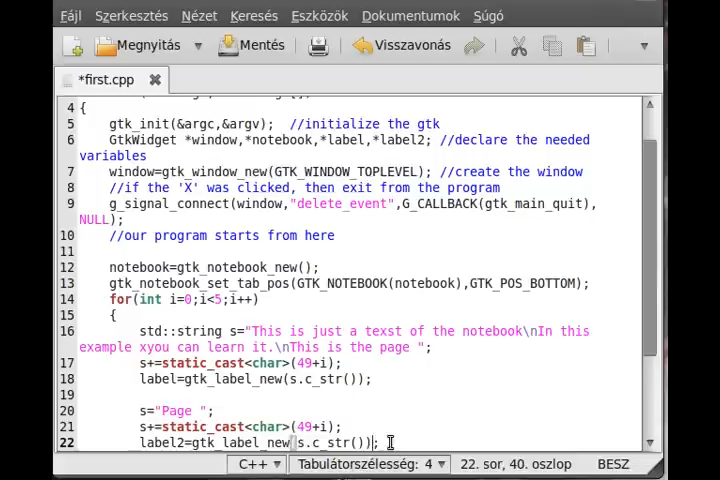 Fájl Szerkesztés Nézet Keresés Eszközök Dokumentumok Súgó
Megnyitás Mentés Visszavonás
*first.cpp
4 {
5 gtk_init(&argc,&argv); //initialize the gtk
6 GtkWidget *window,*notebook,*label,*label2; //declare the needed
variables
7 window=gtk_window_new(GTK_WINDOW_TOPLEVEL); //create the window
8 //if the 'X' was clicked, then exit from the program
9 g_signal_connect(window,"delete_event",G_CALLBACK(gtk_main_quit),
NULL);
10 //our program starts from here
11
12 notebook=gtk_notebook_new();
13 gtk_notebook_set_tab_pos(GTK_NOTEBOOK(notebook),GTK_POS_BOTTOM);
14 for(int i=0;i<5;i++)
15 {
16 std::string s="This is just a texst of the notebook\nIn this
example xyou can learn it.\nThis is the page ";
17 s+=static_cast<char>(49+i);
18 label=gtk_label_new(s.c_str());
19
20 s="Page ";
21 s+=static_cast<char>(49+i);
22 label2=gtk_label_new(s.c_str());
C++ Tabulátorszélesség: 4 22. sor, 40. oszlop BESZ